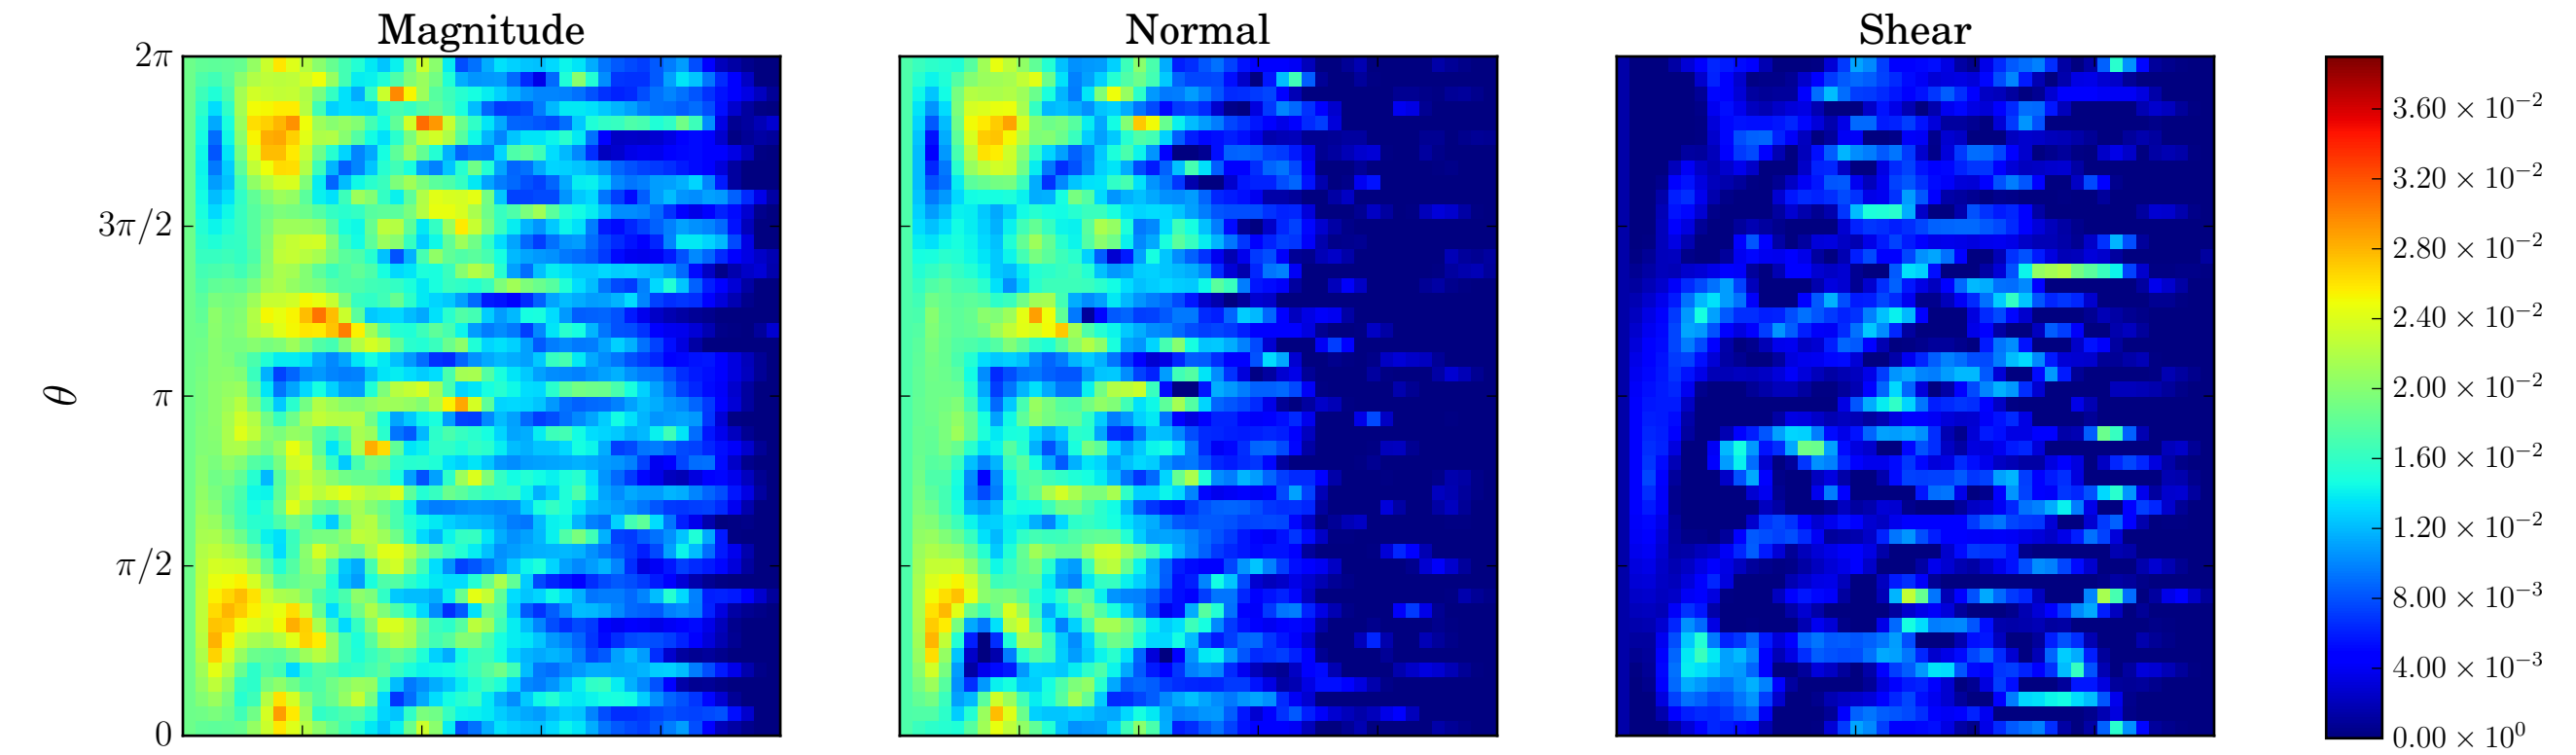 Magnitude
Normal
Shear
2π
3π/2
π
π/2
0
θ
3.60 × 10⁻²
3.20 × 10⁻²
2.80 × 10⁻²
2.40 × 10⁻²
2.00 × 10⁻²
1.60 × 10⁻²
1.20 × 10⁻²
8.00 × 10⁻³
4.00 × 10⁻³
0.00 × 10⁰